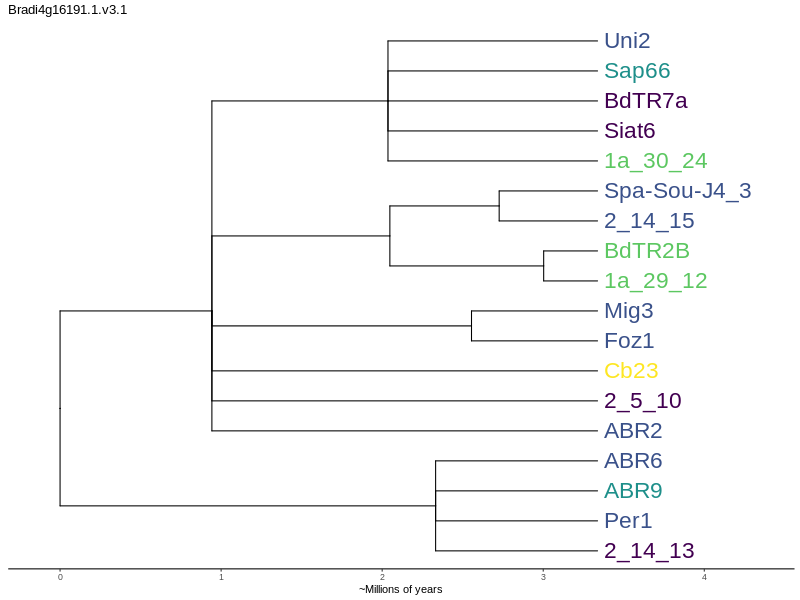 Bradi4g16191.1.v3.1
Uni2
Sap66
BdTR7a
Siat6
1a_30_24
Spa-Sou-J4_3
2_14_15
BdTR2B
1a_29_12
Mig3
Foz1
Cb23
2_5_10
ABR2
ABR6
ABR9
Per1
2_14_13
0 1 2 3 4
~Millions of years